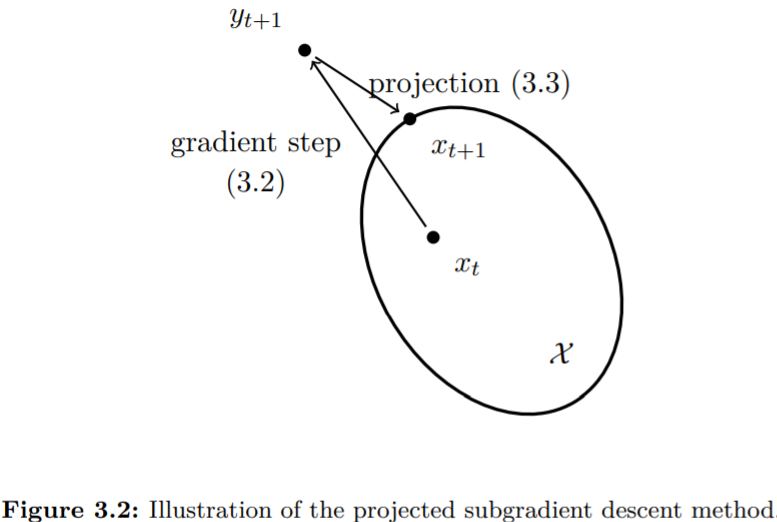 y_{t+1}
projection (3.3)
gradient step
(3.2)
x_{t+1}
x_t
𝒳
Figure 3.2: Illustration of the projected subgradient descent method.